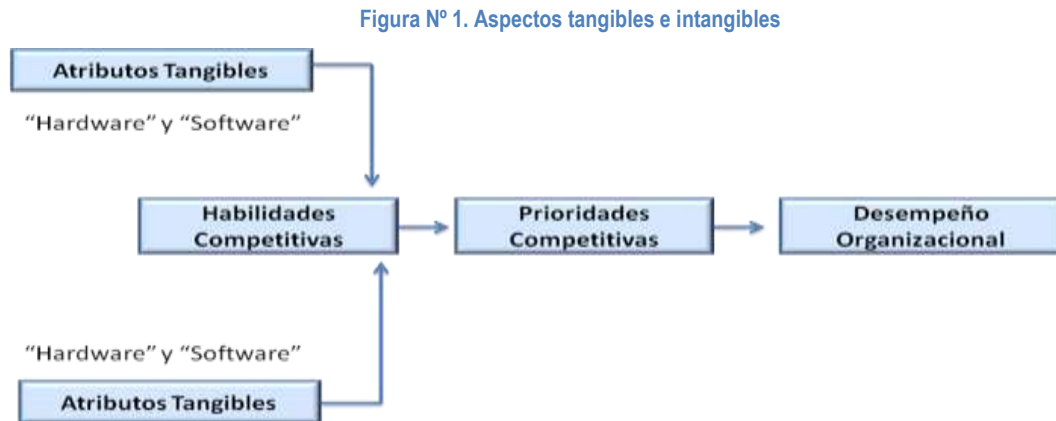 Figura Nº 1. Aspectos tangibles e intangibles
Atributos Tangibles
“Hardware” y “Software”
Habilidades
Competitivas
Prioridades
Competitivas
Desempeño
Organizacional
“Hardware” y “Software”
Atributos Tangibles